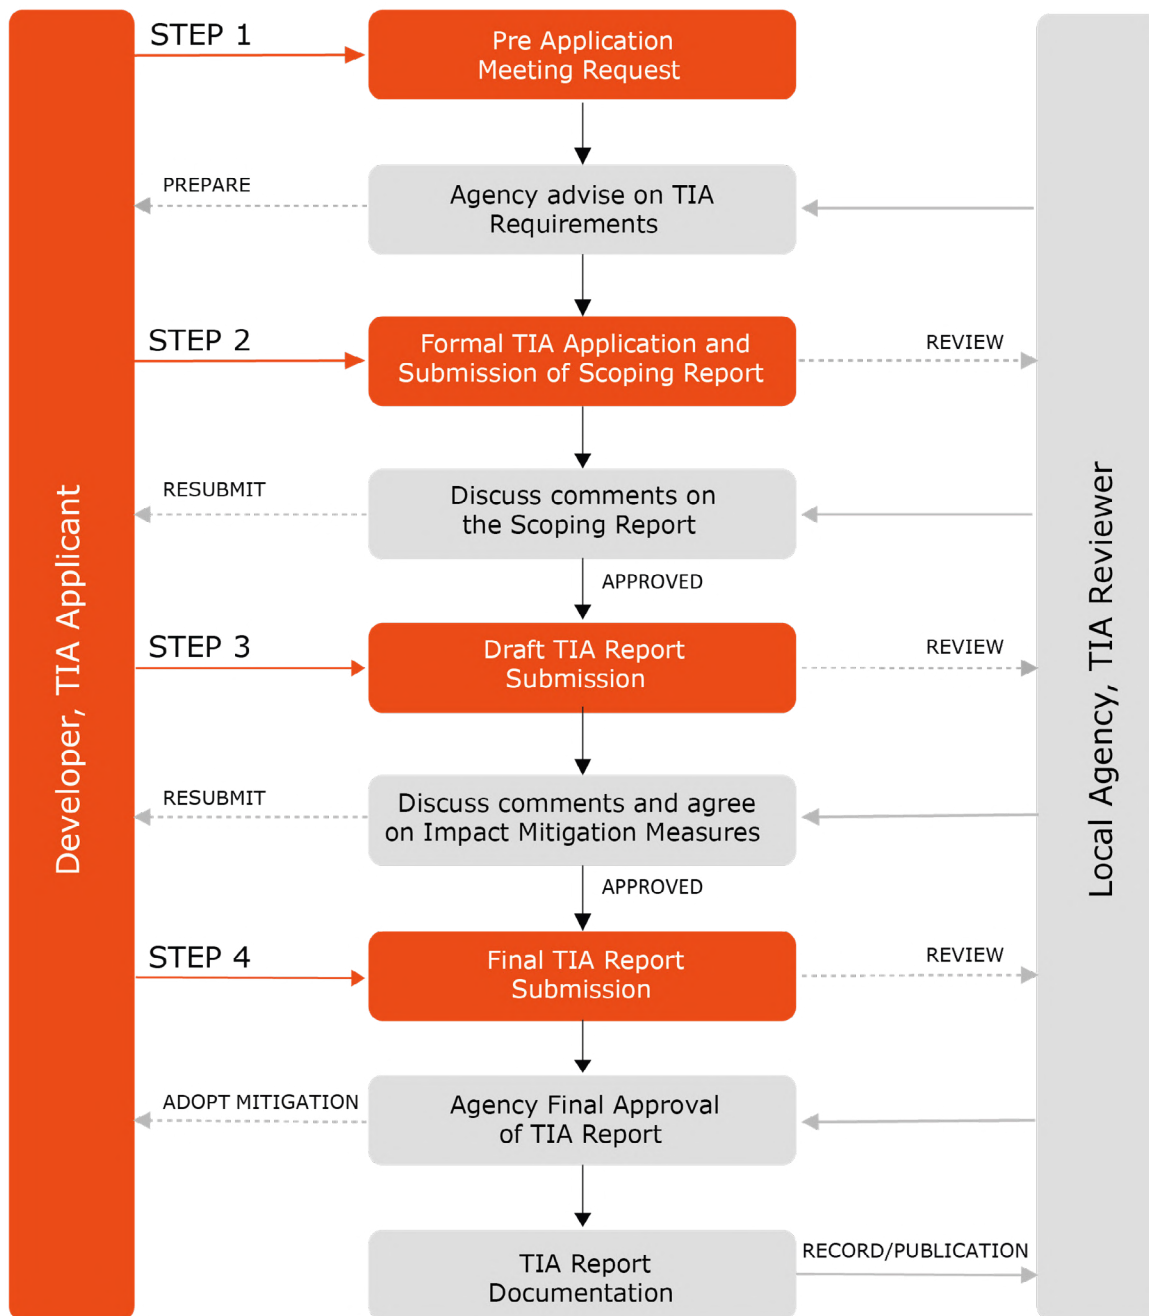 STEP 1
Pre Application
Meeting Request
PREPARE
Agency advise on TIA
Requirements
STEP 2
Formal TIA Application and
Submission of Scoping Report
REVIEW
RESUBMIT
Discuss comments on
the Scoping Report
APPROVED
STEP 3
Draft TIA Report
Submission
REVIEW
RESUBMIT
Discuss comments and agree
on Impact Mitigation Measures
APPROVED
STEP 4
Final TIA Report
Submission
REVIEW
ADOPT MITIGATION
Agency Final Approval
of TIA Report
TIA Report
Documentation
RECORD/PUBLICATION
Developer, TIA Applicant
Local Agency, TIA Reviewer